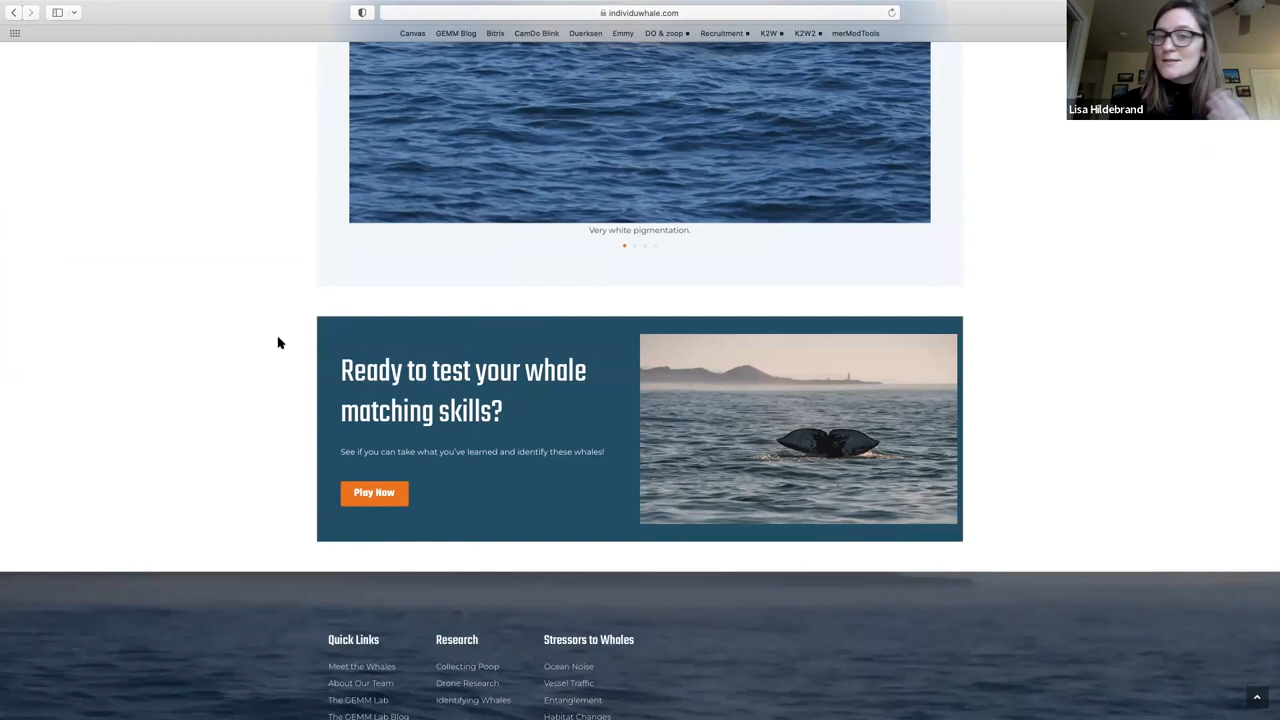 individuwhale.com
Canvas GEMM Blog Bitrix CamDo Blink Duerksen Emmy DO & zoop Recruitment K2W K2W2 merModTools
Lisa Hildebrand
Very white pigmentation.
Ready to test your whale
matching skills?
See if you can take what you've learned and identify these whales!
Play Now
Quick Links Research Stressors to Whales
Meet the Whales Collecting Poop Ocean Noise
About Our Team Drone Research Vessel Traffic
The GEMM Lab Identifying Whales Entanglement
The GEMM Lab Blog Habitat Changes